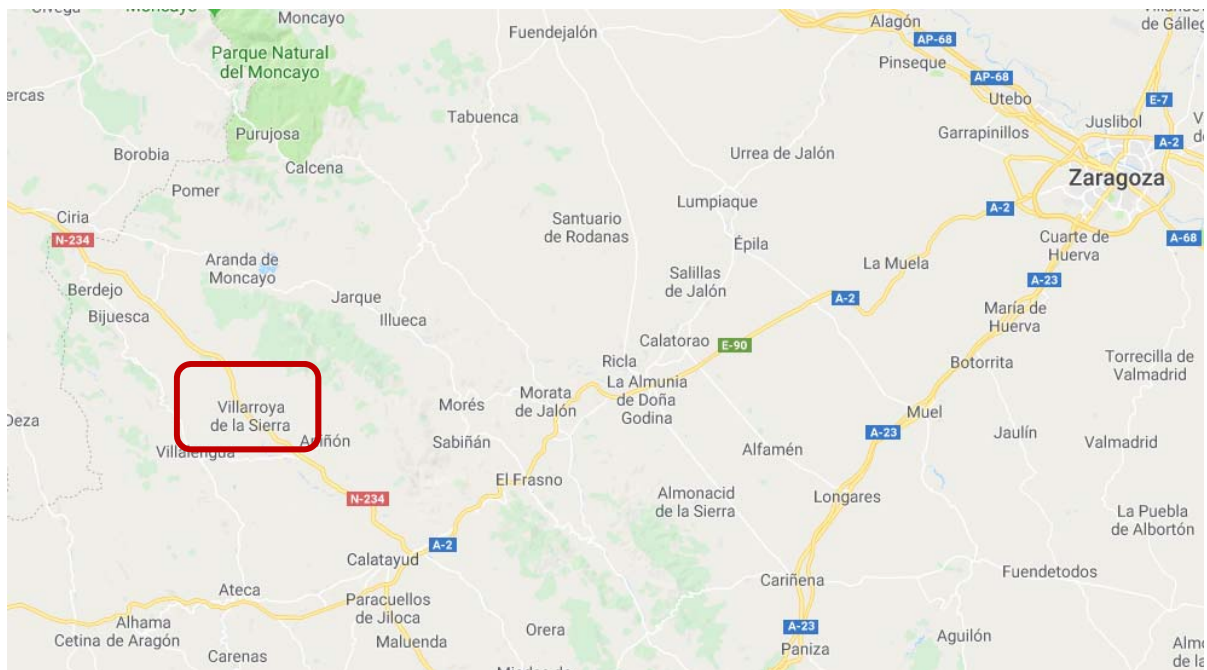 Moncayo
Alagón
de Gálleg
Fuendejalón
AP-68
Parque Natural
del Moncayo
Pinseque
AP-68
Utebo
E-7
ercas
Tabuenca
Juslibol
Purujosa
Garrapinillos
A-2
Borobia
Urrea de Jalón
Calcena
Zaragoza
Pomer
Lumpiaque
A-2
Ciria
Santuario
de Rodanas
N-234
Épila
Cuarte de
Huerva
A-68
Aranda de
Moncayo
La Muela
Salillas
de Jalón
A-23
Berdejo
Jarque
A-2
María de
Huerva
Bijuesca
Illueca
Calatorao
E-90
Ricla
Botorrita
Torrecilla de
Valmadrid
La Almunia
de Doña
Godina
Morata
de Jalón
Villarroya
de la Sierra
Morés
Muel
Deza
A-23
Jaulín
Aniñón
Sabiñán
Valmadrid
Villalengua
Alfamén
El Frasno
N-234
Almonacid
de la Sierra
Longares
La Puebla
de Albortón
A-2
Calatayud
Cariñena
Fuendetodos
Ateca
Paracuellos
de Jiloca
Alhama
de Aragón
Cetina
A-23
Orera
Maluenda
Aguilón
Paniza
Carenas